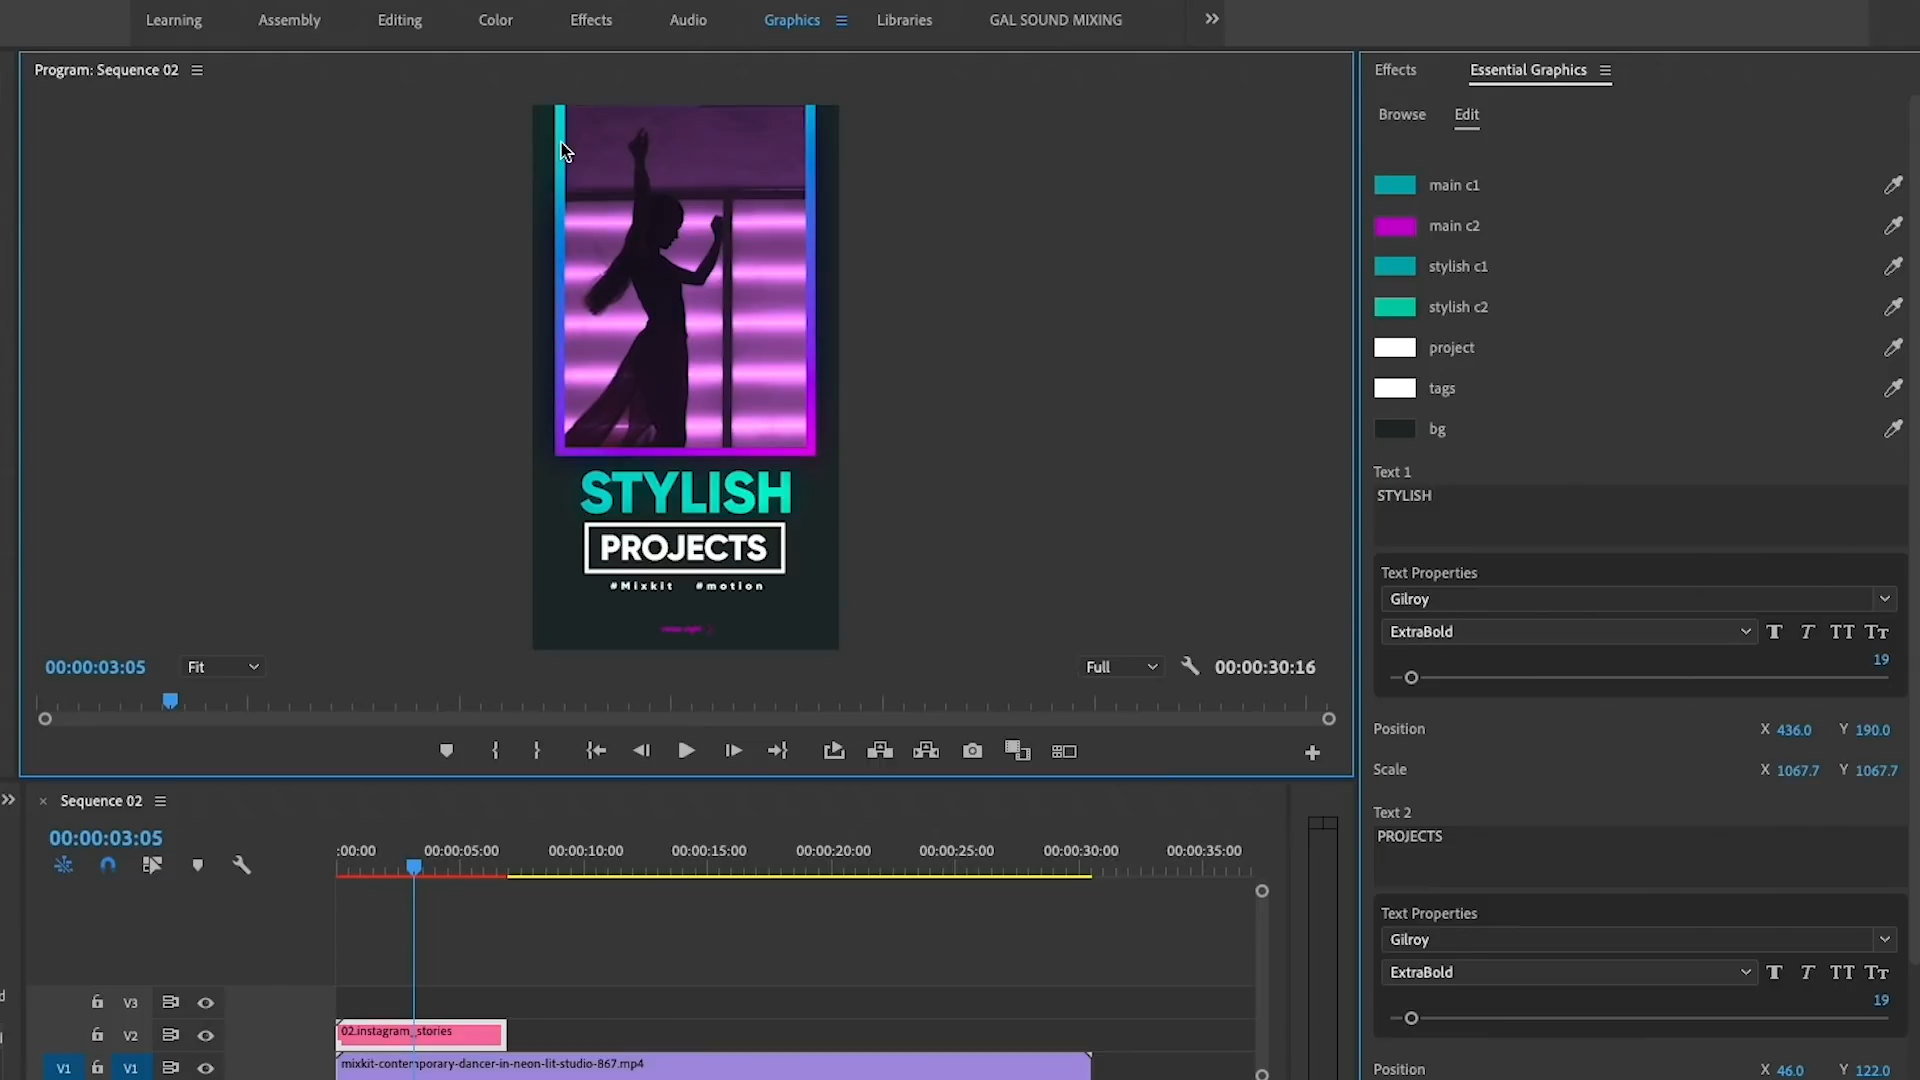 Learning Assembly Editing Color Effects Audio Graphics Libraries GAL SOUND MIXING
Program: Sequence 02
Effects Essential Graphics
Browse Edit
main c1
main c2
stylish c1
stylish c2
project
tags
bg
STYLISH
PROJECTS
#Mixkit #motion
00:00:03:05 Fit Full 00:00:30:16
Text 1
STYLISH
Text Properties
Gilroy
ExtraBold
19
Position X 436.0 Y 190.0
Scale X 1067.7 Y 1067.7
Text 2
PROJECTS
Text Properties
Gilroy
ExtraBold
19
Position X 46.0 Y 122.0
Sequence 02
00:00:03:05
:00:00 00:00:05:00 00:00:10:00 00:00:15:00 00:00:20:00 00:00:25:00 00:00:30:00 00:00:35:00
V3
V2 02.instagram_stories
V1 V1 mixkit-contemporary-dancer-in-neon-lit-studio-867.mp4